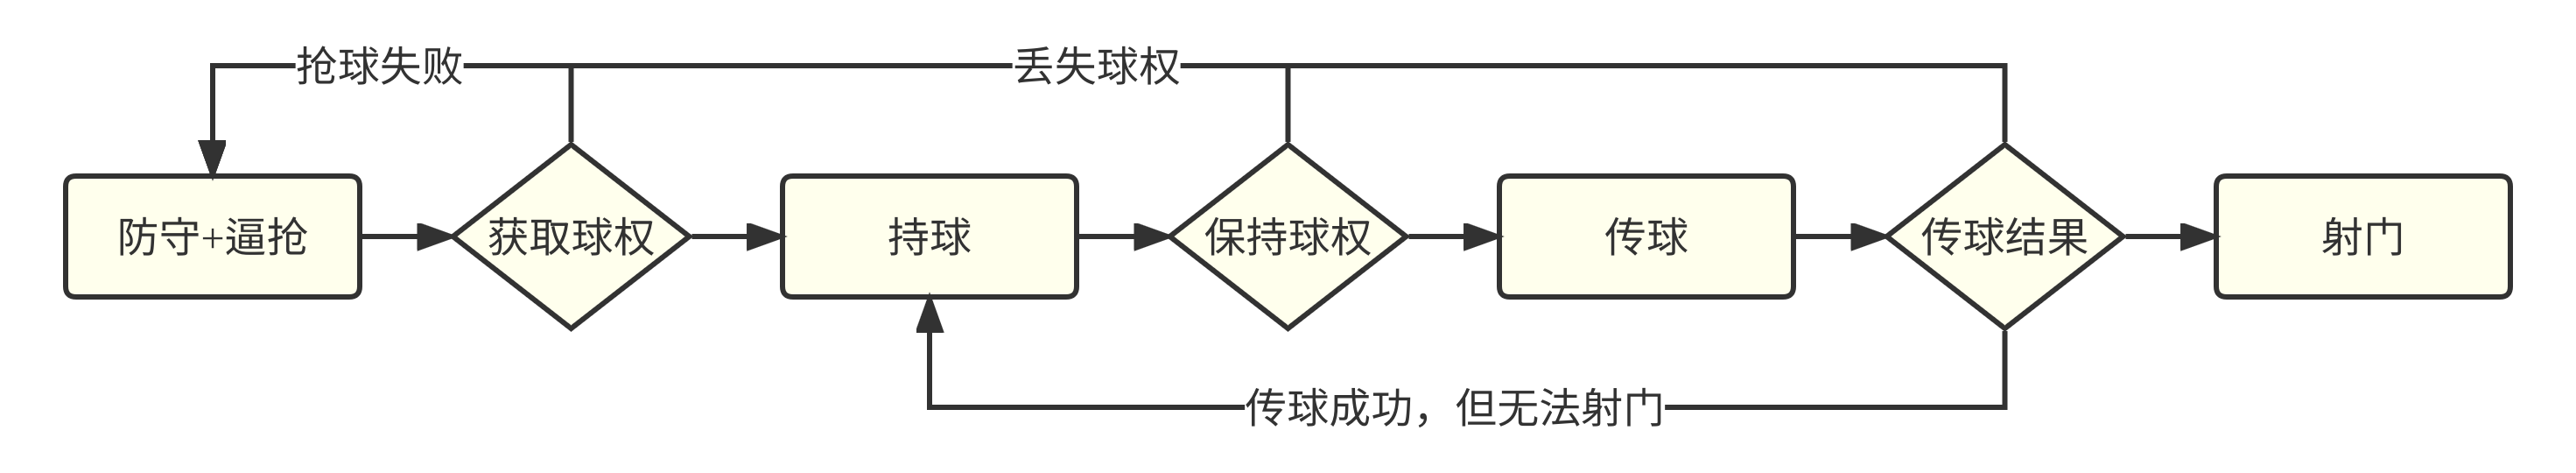 抢球失败
丢失球权
防守+逼抢
获取球权
持球
保持球权
传球
传球结果
射门
传球成功，但无法射门